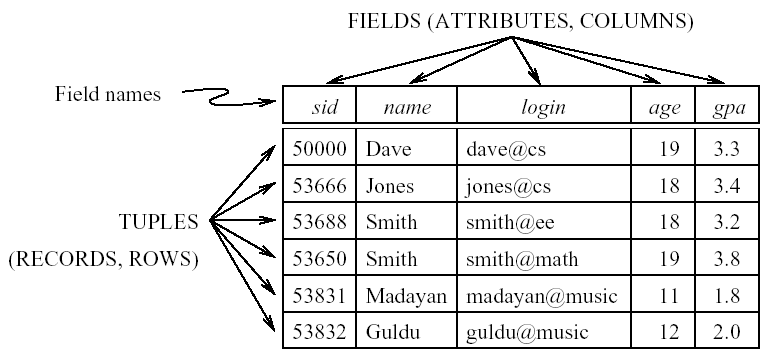 FIELDS (ATTRIBUTES, COLUMNS)
Field names
sid name login age gpa
50000 Dave dave@cs 19 3.3
53666 Jones jones@cs 18 3.4
53688 Smith smith@ee 18 3.2
TUPLES
53650 Smith smith@math 19 3.8
(RECORDS, ROWS)
53831 Madayan madayan@music 11 1.8
53832 Guldu guldu@music 12 2.0